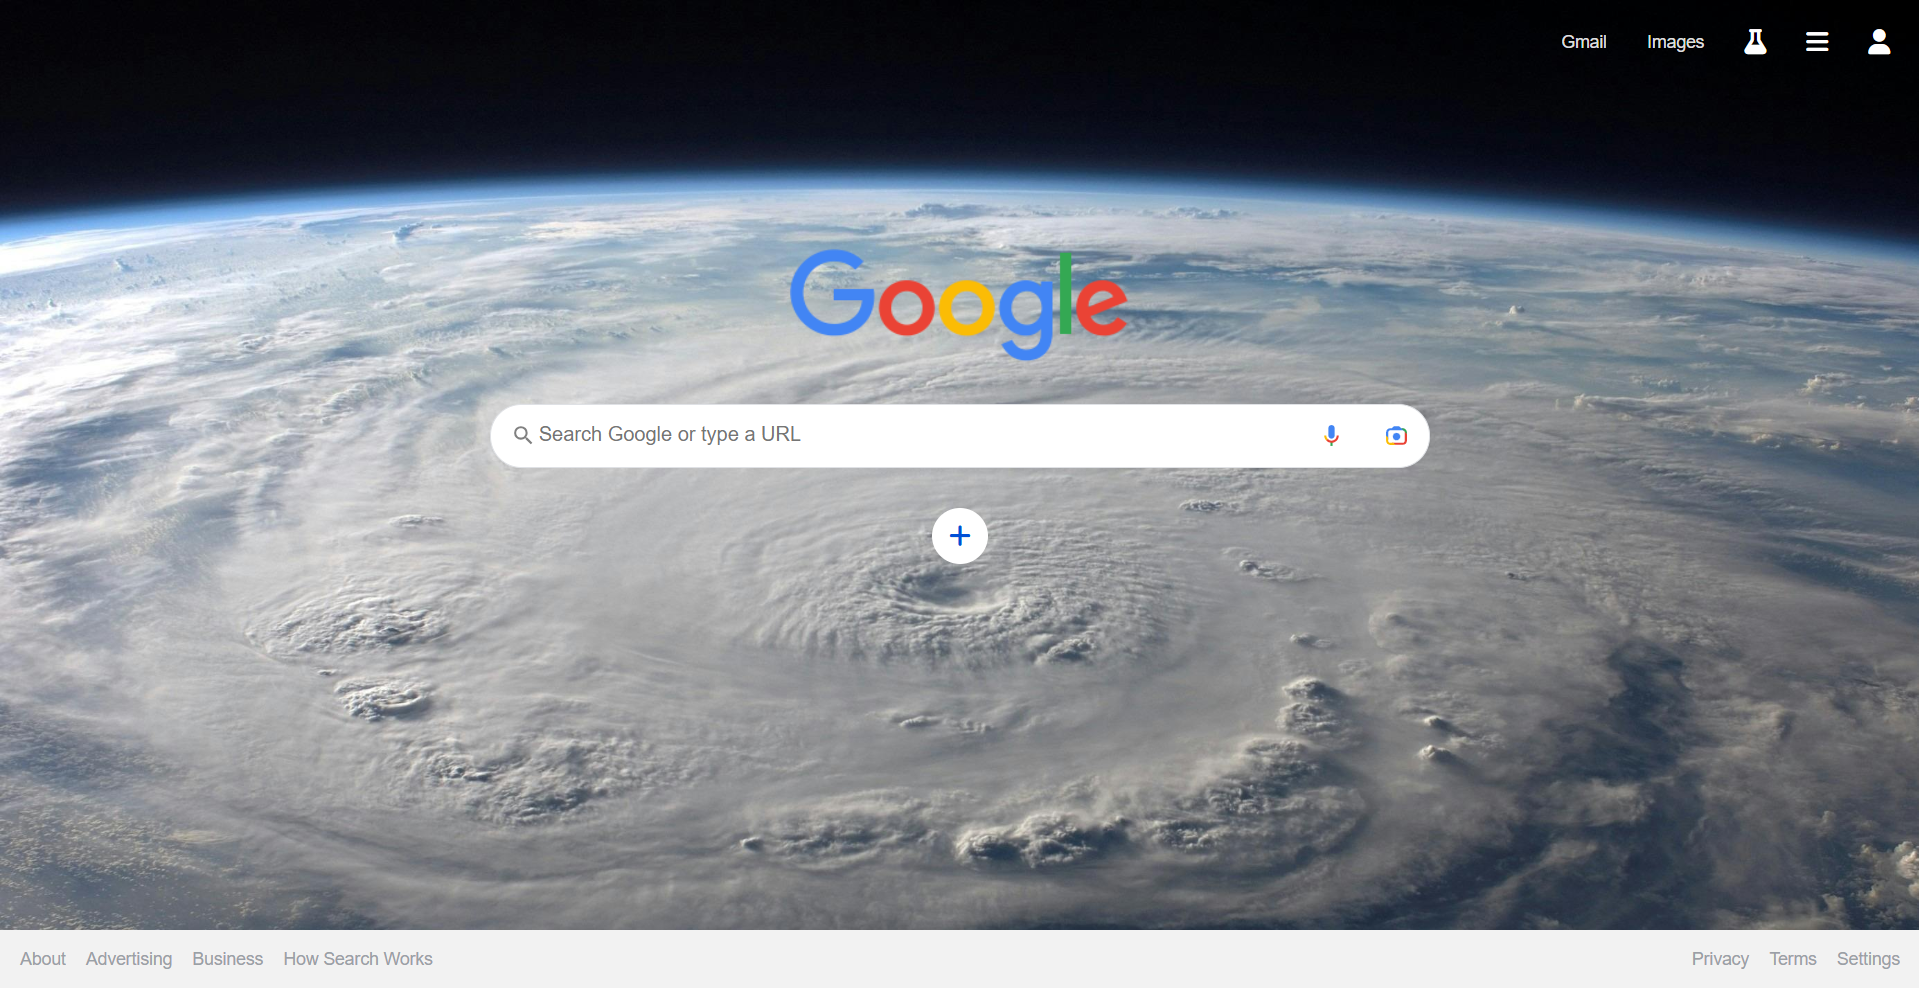 Gmail Images
Google
Search Google or type a URL
About Advertising Business How Search Works Privacy Terms Settings